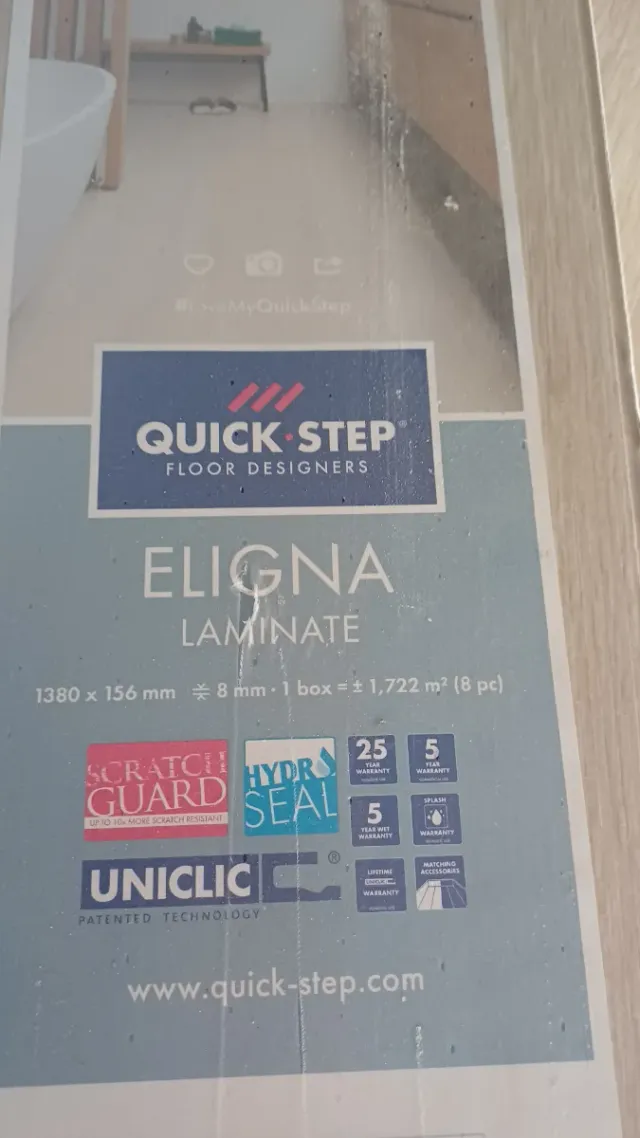 MyQuickStep
QUICK·STEP®
FLOOR DESIGNERS
ELIGNA
LAMINATE
1380 x 156 mm 8 mm · 1 box = ± 1,722 m² (8 pc)
SCRATCH
GUARD
UP TO 10x MORE SCRATCH RESISTANT
HYDRO
SEAL
25
YEAR
WARRANTY
5
YEAR
WARRANTY
5
YEAR WET
WARRANTY
SPLASH
WARRANTY
UNICLIC®
PATENTED TECHNOLOGY
LIFETIME
WARRANTY
MATCHING
ACCESSORIES
www.quick-step.com